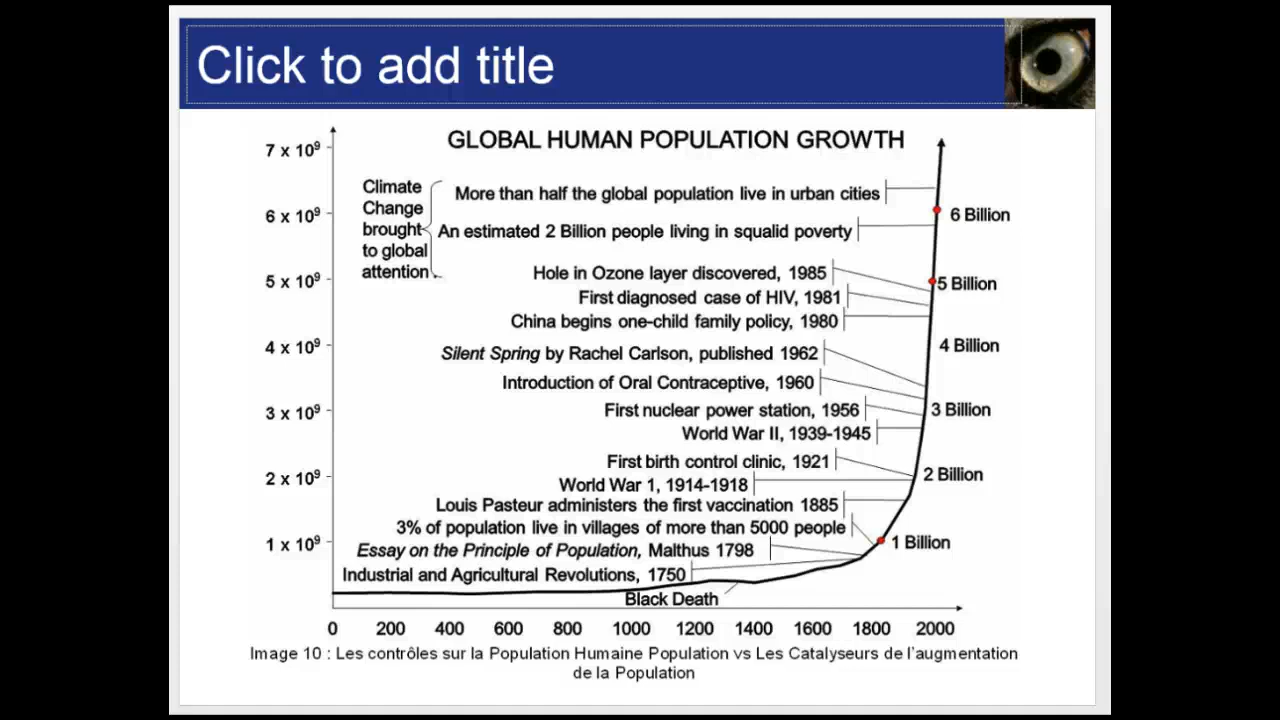 Click to add title
GLOBAL HUMAN POPULATION GROWTH
7 x 10⁹
6 x 10⁹
5 x 10⁹
4 x 10⁹
3 x 10⁹
2 x 10⁹
1 x 10⁹
Climate
Change
brought
to global
attention
More than half the global population live in urban cities
An estimated 2 Billion people living in squalid poverty
Hole in Ozone layer discovered, 1985
First diagnosed case of HIV, 1981
China begins one-child family policy, 1980
Silent Spring by Rachel Carlson, published 1962
Introduction of Oral Contraceptive, 1960
First nuclear power station, 1956
World War II, 1939-1945
First birth control clinic, 1921
World War 1, 1914-1918
Louis Pasteur administers the first vaccination 1885
3% of population live in villages of more than 5000 people
Essay on the Principle of Population, Malthus 1798
Industrial and Agricultural Revolutions, 1750
Black Death
6 Billion
5 Billion
4 Billion
3 Billion
2 Billion
1 Billion
0 200 400 600 800 1000 1200 1400 1600 1800 2000
Image 10 : Les contrôles sur la Population Humaine Population vs Les Catalyseurs de l'augmentation
de la Population